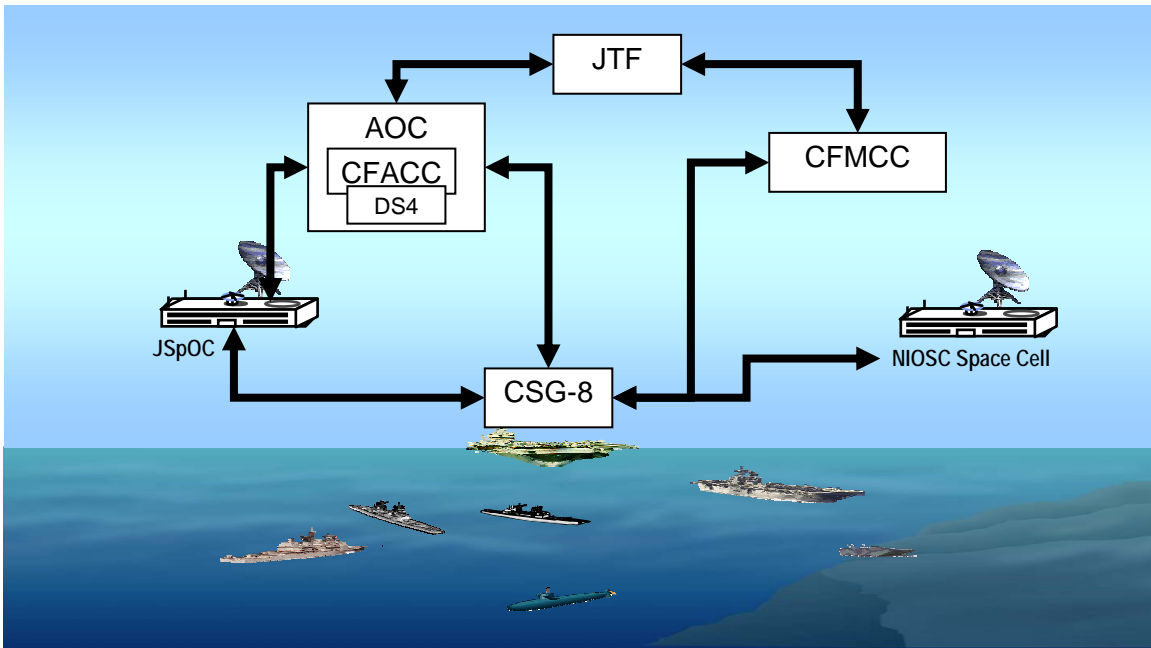 JTF
AOC
CFACC
DS4
CFMCC
JSpOC
NIOSC Space Cell
CSG-8